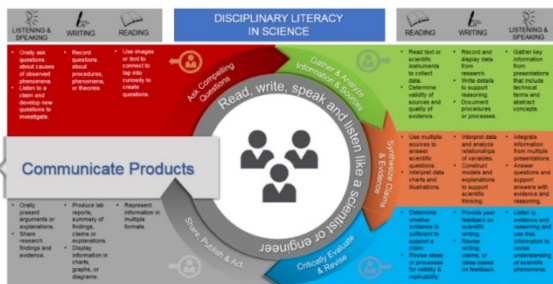 DISCIPLINARY LITERACY
IN SCIENCE
LISTENING &
SPEAKING
WRITING
READING
• Orally ask
questions
about causes
of observed
phenomena.
• Listen to a
claim and
develop new
questions to
investigate.
• Record
questions
about
procedures,
phenomena,
or theories.
• Use images
or text to
connect to
tap into
curiosity to
create
questions.
READING
WRITING
LISTENING &
SPEAKING
• Read text or
scientific
instruments
to collect
data.
• Determine
validity of
sources and
quality of
evidence.
• Record and
display data
from
research.
• Write details
to support
reasoning.
• Document
procedures
or processes.
• Gather key
information
from
presentations
that include
technical
terms and
abstract
concepts.
Ask Compelling
Questions
Gather & Analyze
Information & Sources
Synthesize Claims
& Evidence
Critically Evaluate
& Revise
Share, Publish & Act
Read, write, speak and listen like a scientist or engineer
• Use multiple
sources to
answer
scientific
questions.
• Interpret data
charts and
illustrations.
• Interpret data
and analyze
relationships
of variables.
• Construct
models and
explanations
to support
scientific
thinking.
• Integrate
information
from multiple
presentations.
• Answer
questions and
support
answers with
evidence and
reasoning.
Communicate Products
• Orally
present
arguments or
explanations.
• Share
research
findings and
evidence.
• Produce lab
reports,
summary of
findings,
claims or
explanations.
• Display
information in
charts,
graphs, or
diagrams.
• Represent
information in
multiple
formats.
• Determine
whether
evidence is
sufficient to
support a
claim.
• Revise ideas
or processes
for validity &
replicability.
• Provide peer
feedback on
scientific
writing.
• Revise
writing,
claims, or
ideas based
on feedback.
• Listen to
evidence and
reasoning and
use that
information to
revise
understanding
of scientific
phenomena.